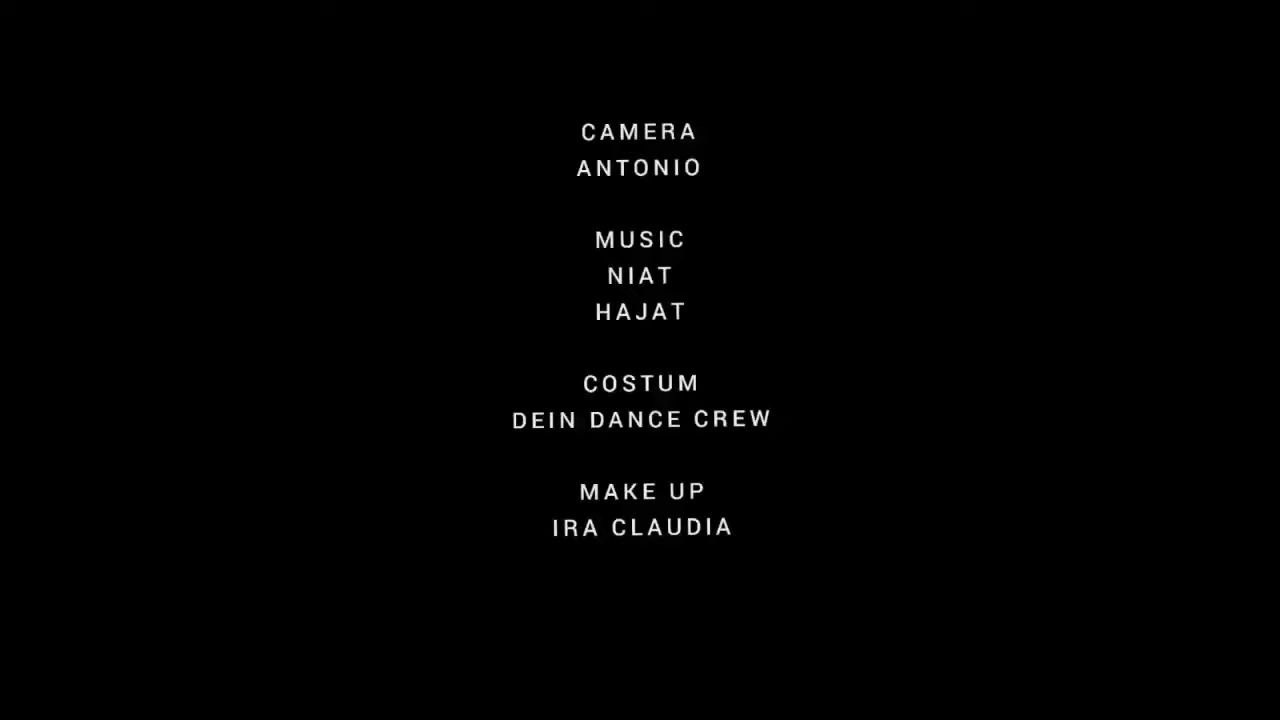 CAMERA
ANTONIO
MUSIC
NIAT
HAJAT
COSTUM
DEIN DANCE CREW
MAKE UP
IRA CLAUDIA